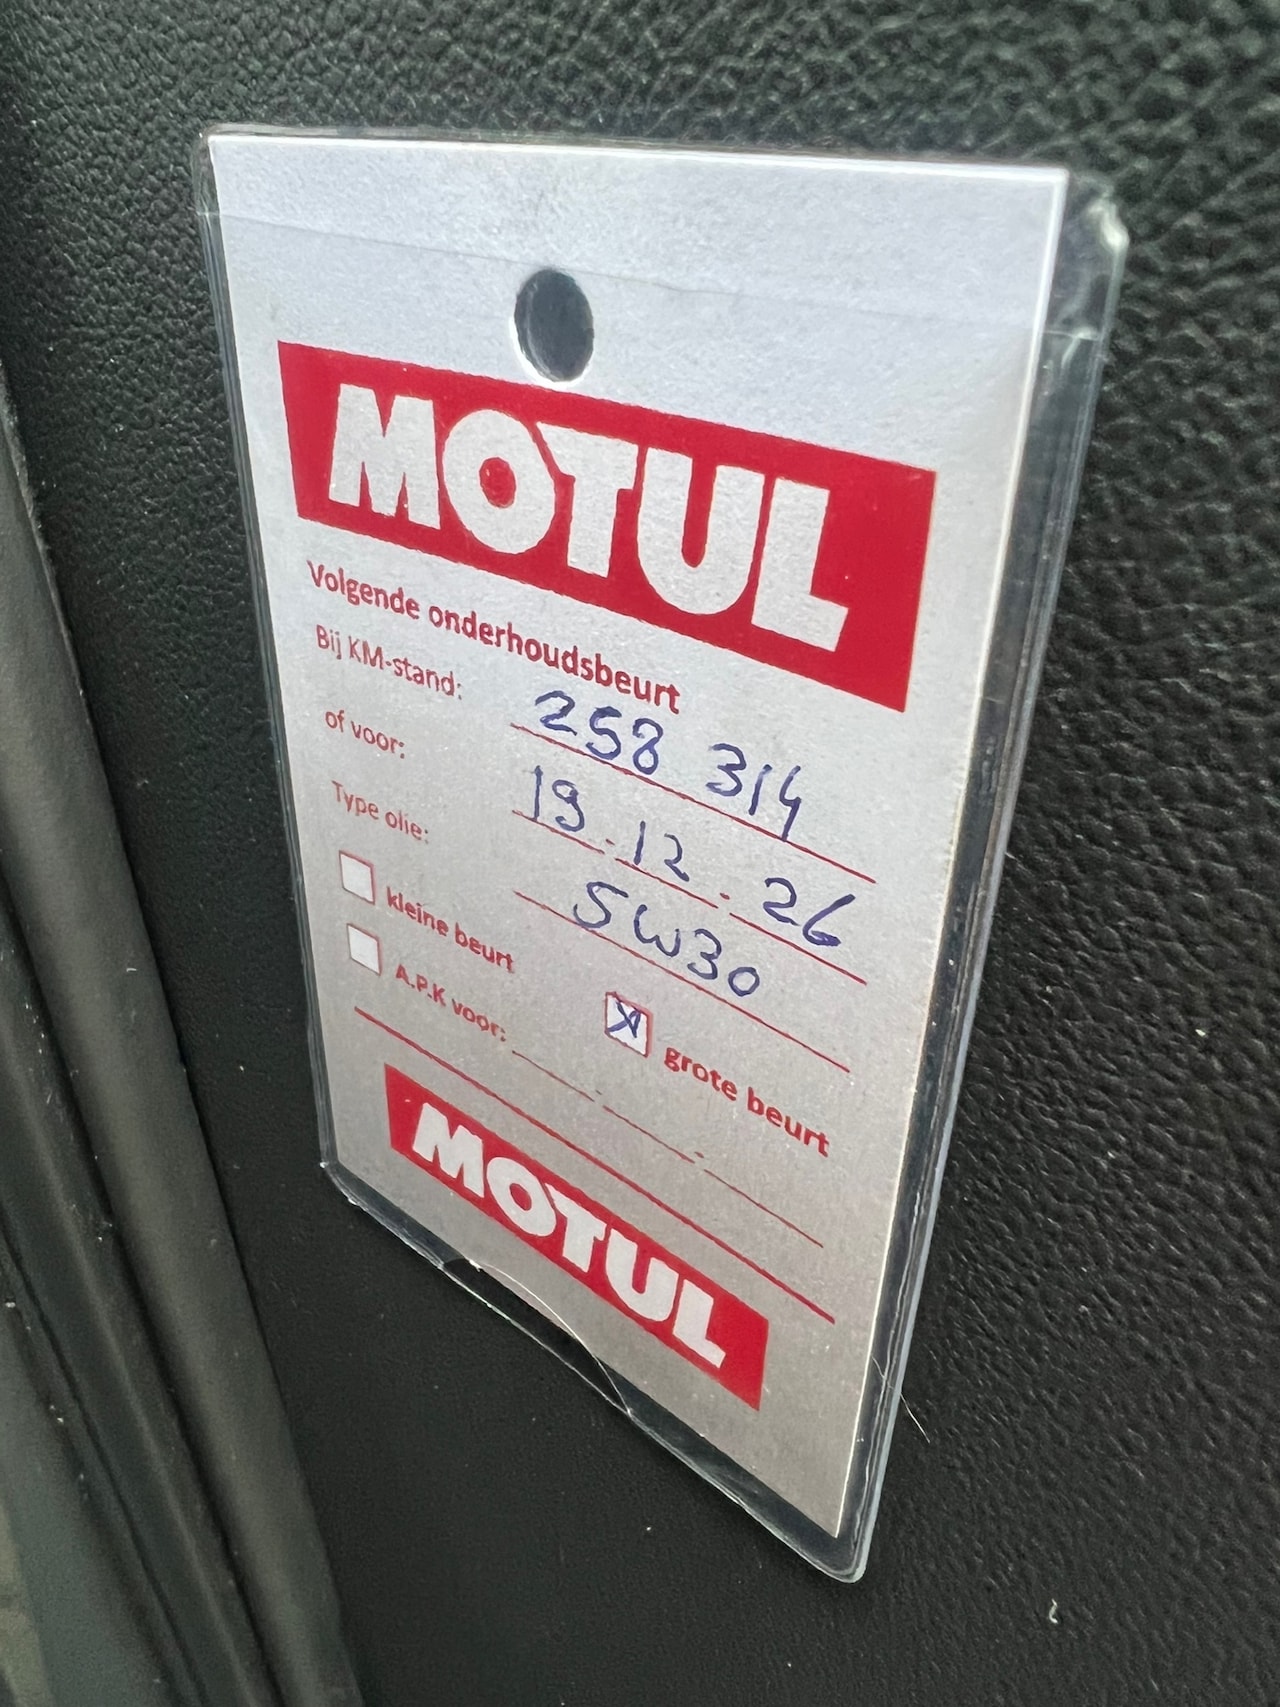 MOTUL
Volgende onderhoudsbeurt
Bij KM-stand: 258 314
of voor: 19.12.26
Type olie: 5W30
kleine beurt
grote beurt
A.P.K voor:
MOTUL